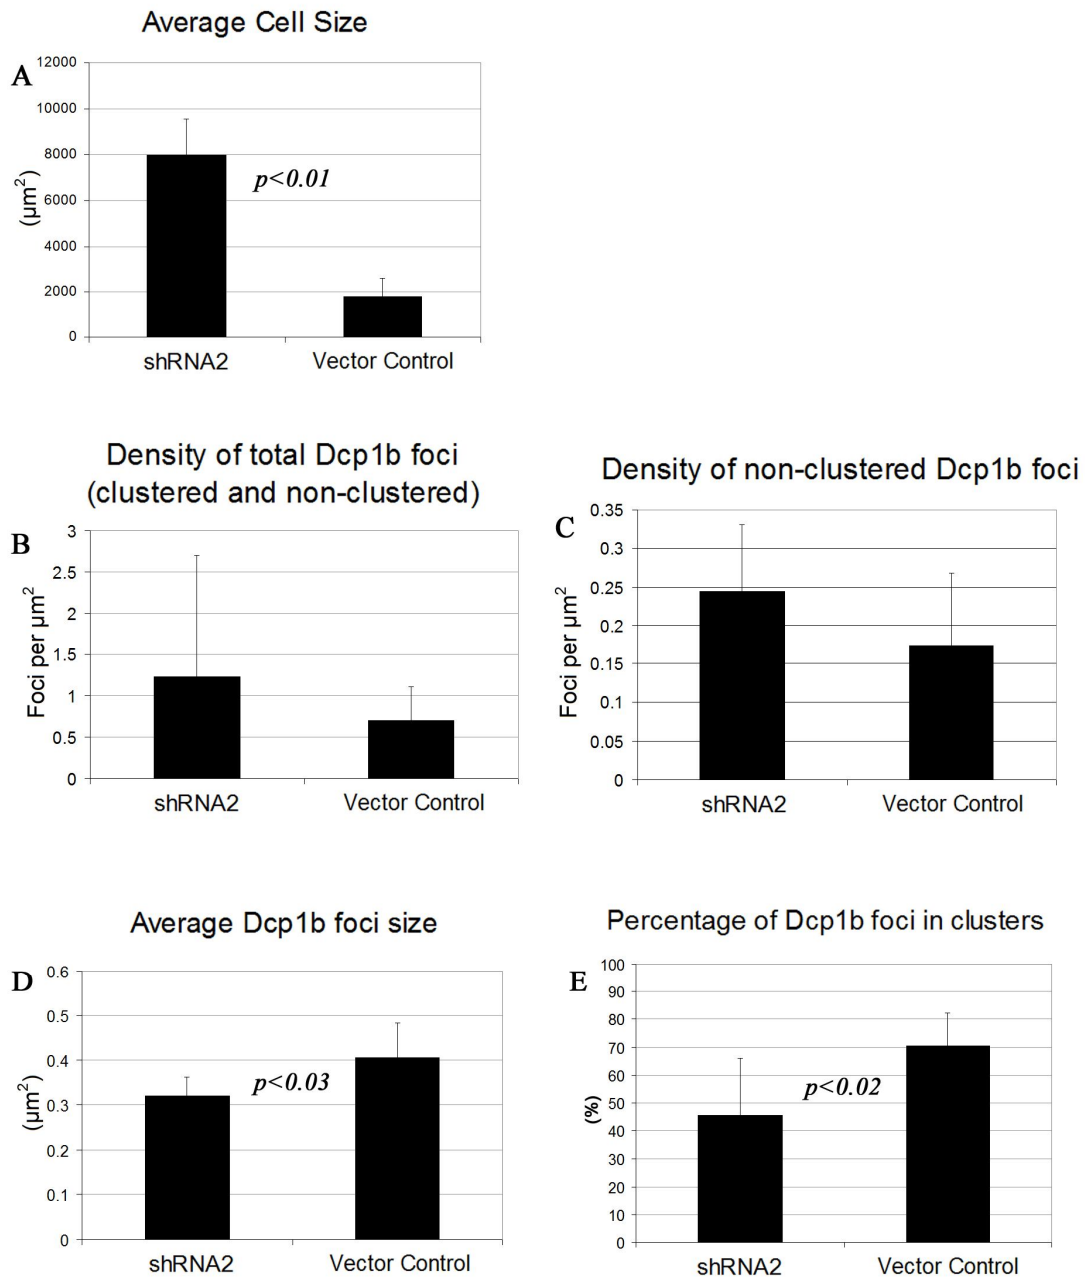 Average Cell Size
A
12000
10000
8000
6000
4000
2000
0
(µm²)
p<0.01
shRNA2 Vector Control
Density of total Dcp1b foci
(clustered and non-clustered)
B
3
2.5
2
1.5
1
0.5
0
Foci per µm²
shRNA2 Vector Control
Density of non-clustered Dcp1b foci
C
0.35
0.3
0.25
0.2
0.15
0.1
0.05
0
Foci per µm²
shRNA2 Vector Control
Average Dcp1b foci size
D
0.6
0.5
0.4
0.3
0.2
0.1
0
(µm²)
p<0.03
shRNA2 Vector Control
Percentage of Dcp1b foci in clusters
E
100
90
80
70
60
50
40
30
20
10
0
(%)
p<0.02
shRNA2 Vector Control